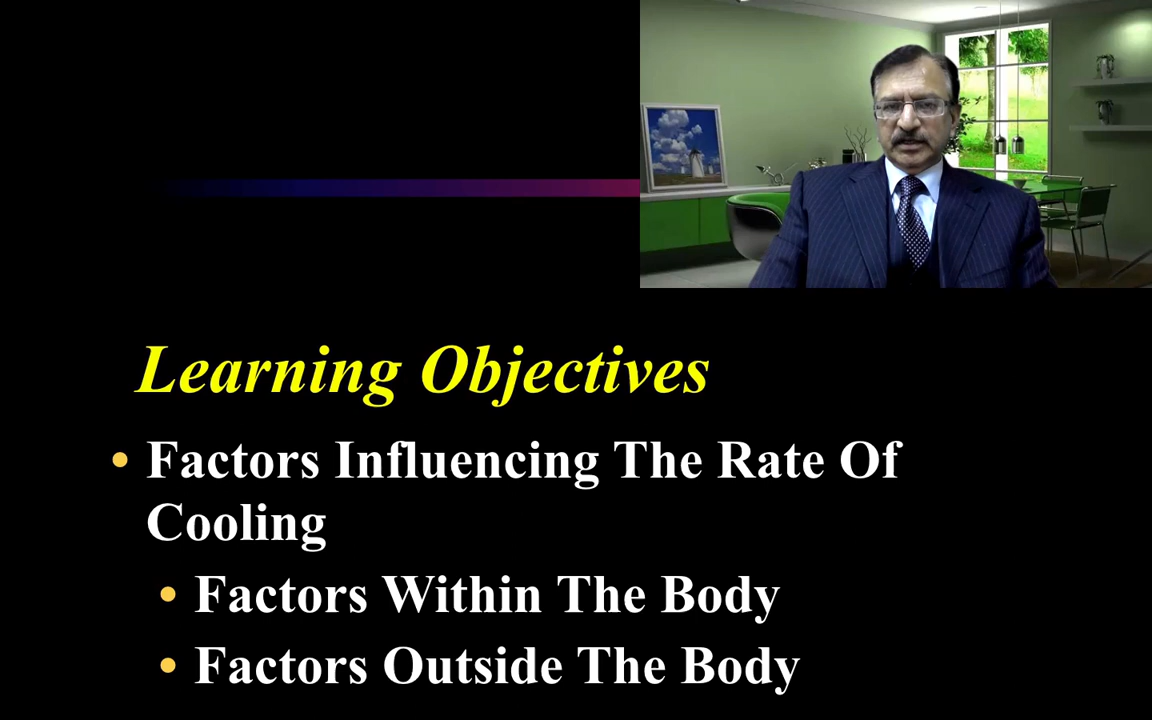 Learning Objectives
• Factors Influencing The Rate Of
Cooling
• Factors Within The Body
• Factors Outside The Body